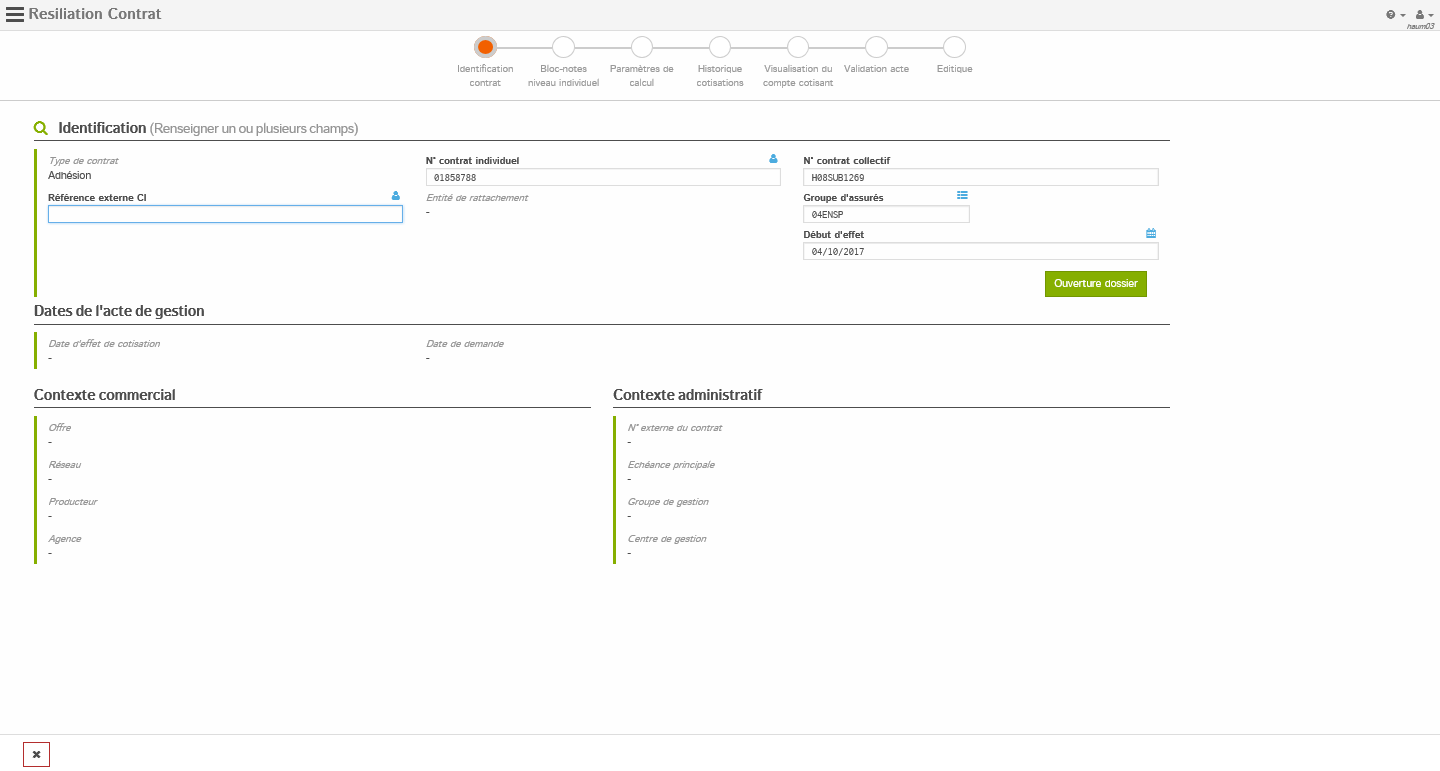 Resiliation Contrat
haum03
Identification contrat
Bloc-notes niveau individuel
Paramètres de calcul
Historique cotisations
Visualisation du compte cotisant
Validation acte
Editique
Identification (Renseigner un ou plusieurs champs)
Type de contrat
Adhésion
N° contrat individuel
01858788
N° contrat collectif
H08SUB1269
Référence externe CI
Entité de rattachement
-
Groupe d'assurés
04ENSP
Début d'effet
04/10/2017
Ouverture dossier
Dates de l'acte de gestion
Date d'effet de cotisation
-
Date de demande
-
Contexte commercial
Offre
-
Réseau
-
Producteur
-
Agence
-
Contexte administratif
N° externe du contrat
-
Echéance principale
-
Groupe de gestion
-
Centre de gestion
-